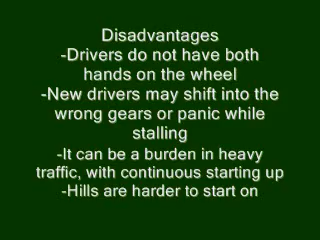 Disadvantages
-Drivers do not have both
hands on the wheel
-New drivers may shift into the
wrong gears or panic while
stalling
-It can be a burden in heavy
traffic, with continuous starting up
-Hills are harder to start on